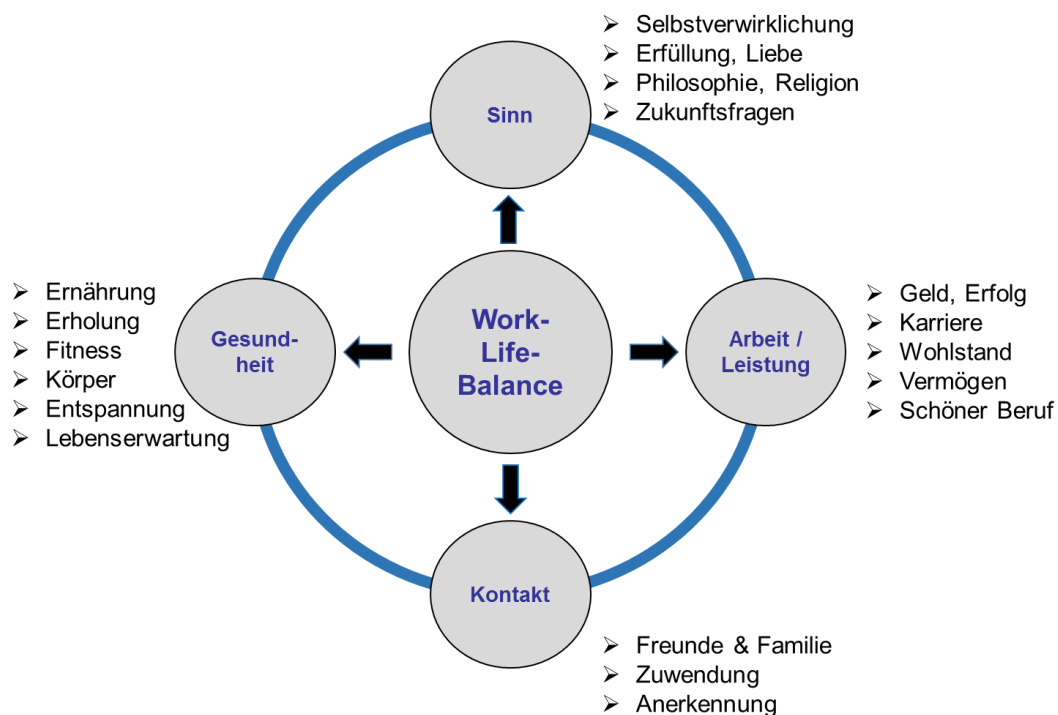 Selbstverwirklichung
Erfüllung, Liebe
Philosophie, Religion
Zukunftsfragen
Sinn
Ernährung
Erholung
Fitness
Körper
Entspannung
Lebenserwartung
Gesund-
heit
Work-
Life-
Balance
Arbeit /
Leistung
Geld, Erfolg
Karriere
Wohlstand
Vermögen
Schöner Beruf
Kontakt
Freunde & Familie
Zuwendung
Anerkennung